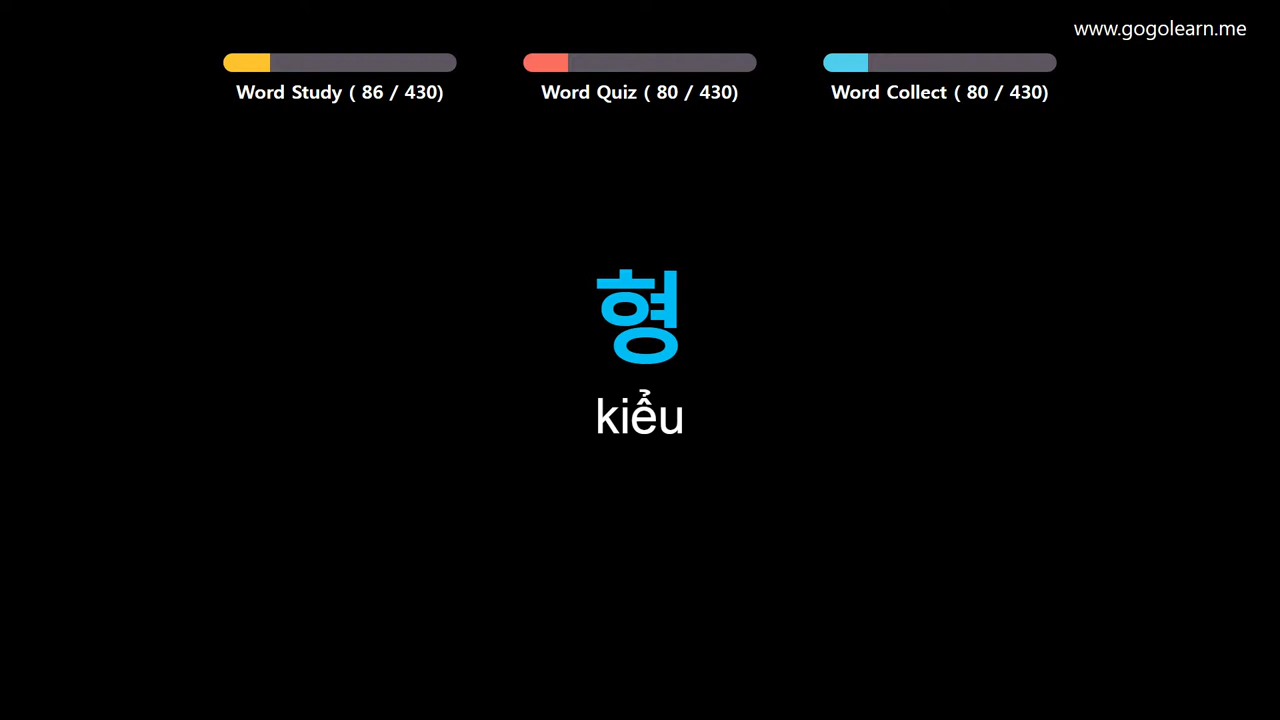 www.gogolearn.me
Word Study ( 86 / 430)
Word Quiz ( 80 / 430)
Word Collect ( 80 / 430)
형
kiểu